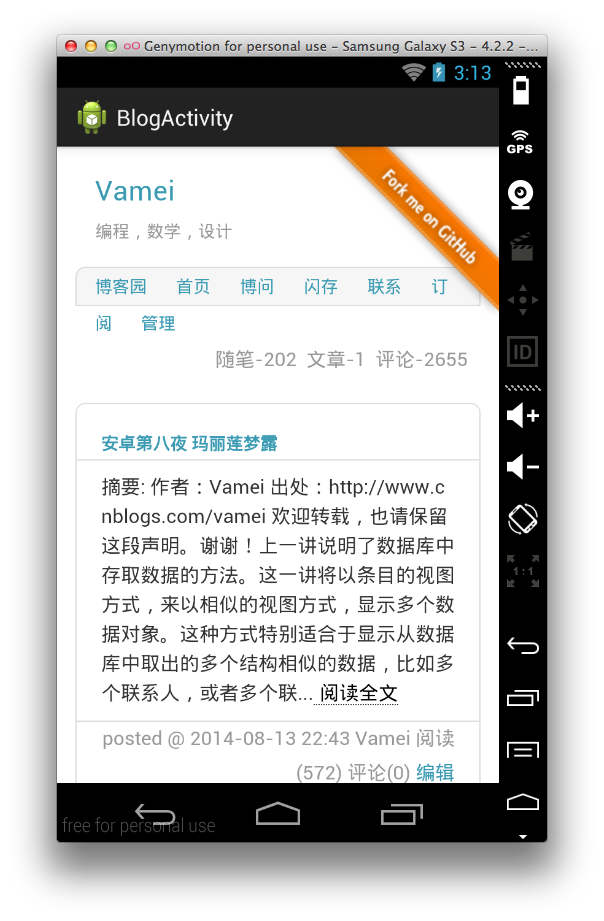 Genymotion for personal use - Samsung Galaxy S3 - 4.2.2 -...
3:13
BlogActivity
GPS
Vamei
Fork me on GitHub
编程，数学，设计
ID
博客园 首页 博问 闪存 联系 订
阅 管理
随笔-202 文章-1 评论-2655
安卓第八夜 玛丽莲梦露
摘要: 作者：Vamei 出处：http://www.c
nblogs.com/vamei 欢迎转载，也请保留
这段声明。谢谢！上一讲说明了数据库中
存取数据的方法。这一讲将以条目的视图
1:1
方式，来以相似的视图方式，显示多个数
据对象。这种方式特别适合于显示从数据
库中取出的多个结构相似的数据，比如多
个联系人，或者多个联... 阅读全文
posted @ 2014-08-13 22:43 Vamei 阅读
(572) 评论(0) 编辑
free for personal use